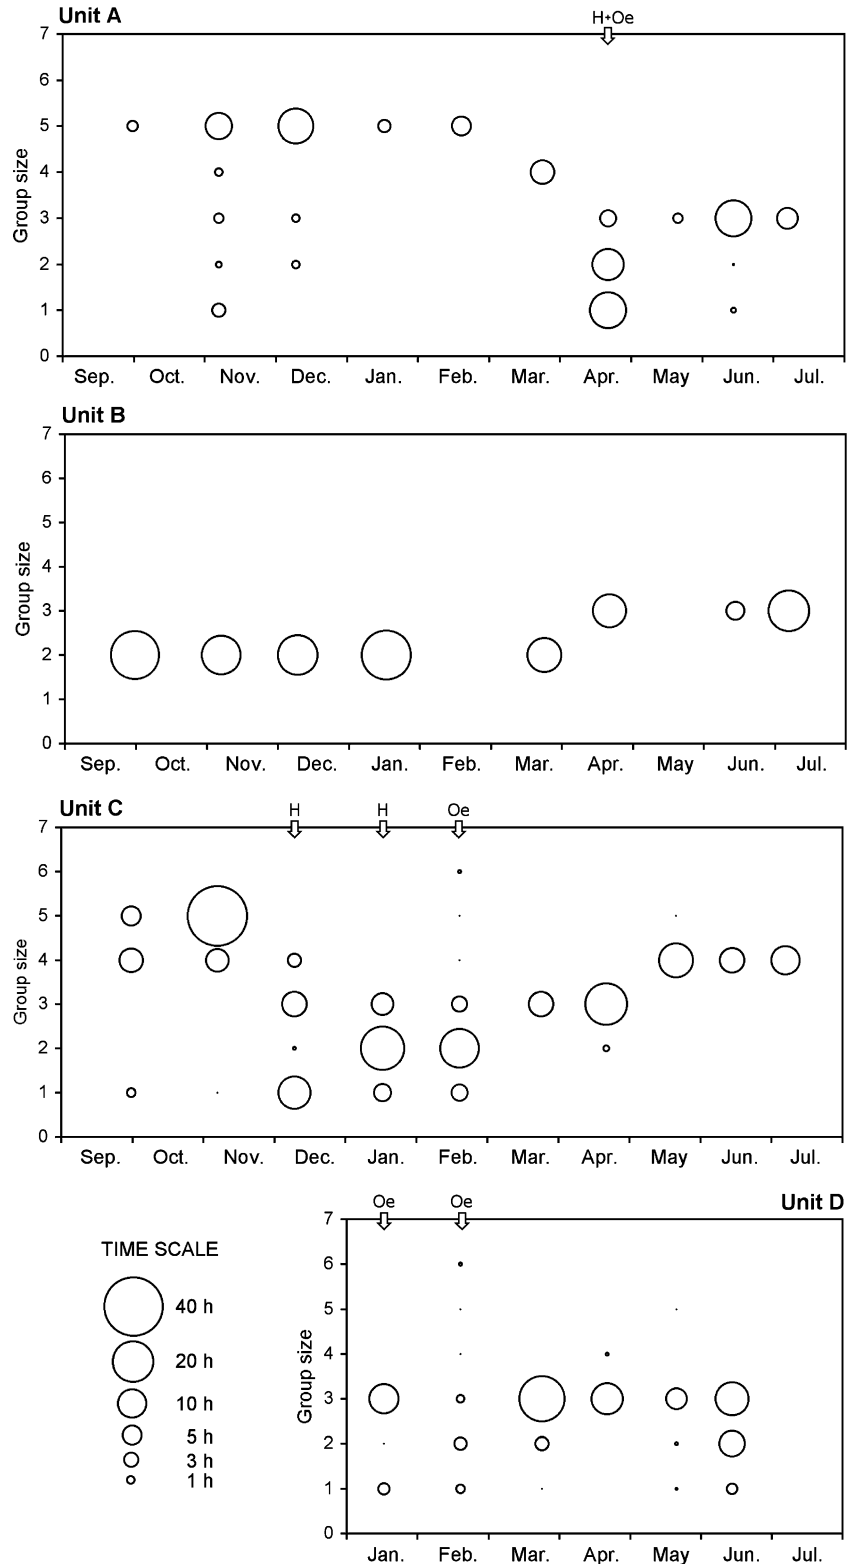 Unit A
H+Oe
7
6
5
4
3
2
1
0
Group size
Sep. Oct. Nov. Dec. Jan. Feb. Mar. Apr. May Jun. Jul.
Unit B
7
6
5
4
3
2
1
0
Group size
Sep. Oct. Nov. Dec. Jan. Feb. Mar. Apr. May Jun. Jul.
Unit C
H H Oe
7
6
5
4
3
2
1
0
Group size
Sep. Oct. Nov. Dec. Jan. Feb. Mar. Apr. May Jun. Jul.
TIME SCALE
40 h
20 h
10 h
5 h
3 h
1 h
Oe Oe Unit D
7
6
5
4
3
2
1
0
Group size
Jan. Feb. Mar. Apr. May Jun. Jul.